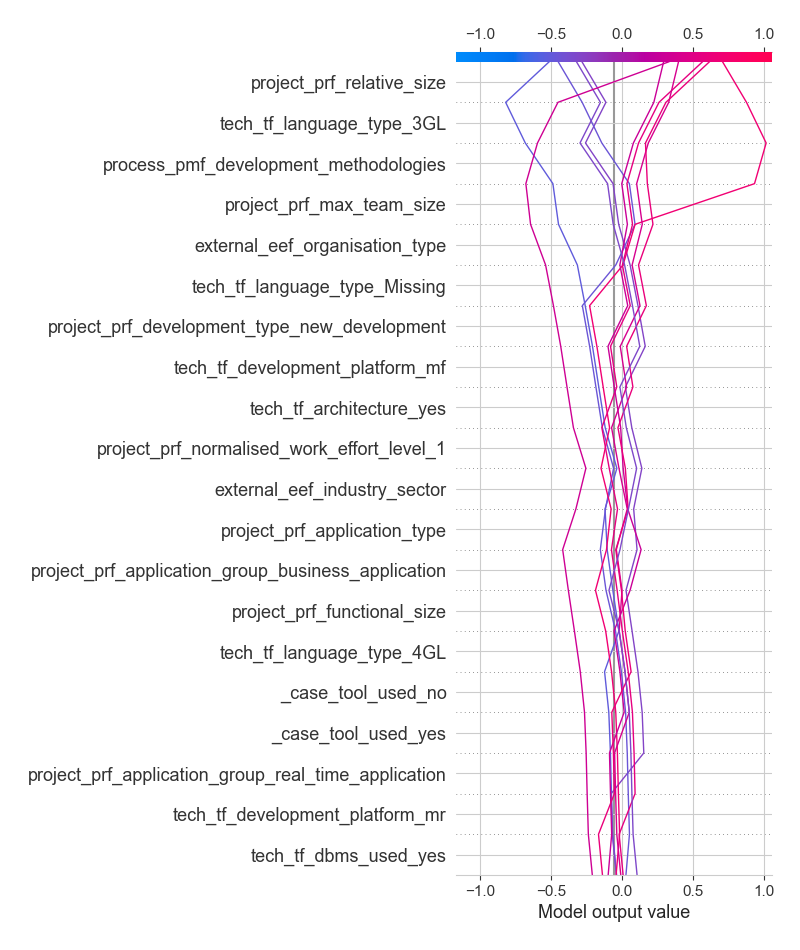 −1.0 −0.5 0.0 0.5 1.0
project_prf_relative_size
tech_tf_language_type_3GL
process_pmf_development_methodologies
project_prf_max_team_size
external_eef_organisation_type
tech_tf_language_type_Missing
project_prf_development_type_new_development
tech_tf_development_platform_mf
tech_tf_architecture_yes
project_prf_normalised_work_effort_level_1
external_eef_industry_sector
project_prf_application_type
project_prf_application_group_business_application
project_prf_functional_size
tech_tf_language_type_4GL
_case_tool_used_no
_case_tool_used_yes
project_prf_application_group_real_time_application
tech_tf_development_platform_mr
tech_tf_dbms_used_yes
−1.0 −0.5 0.0 0.5 1.0
Model output value